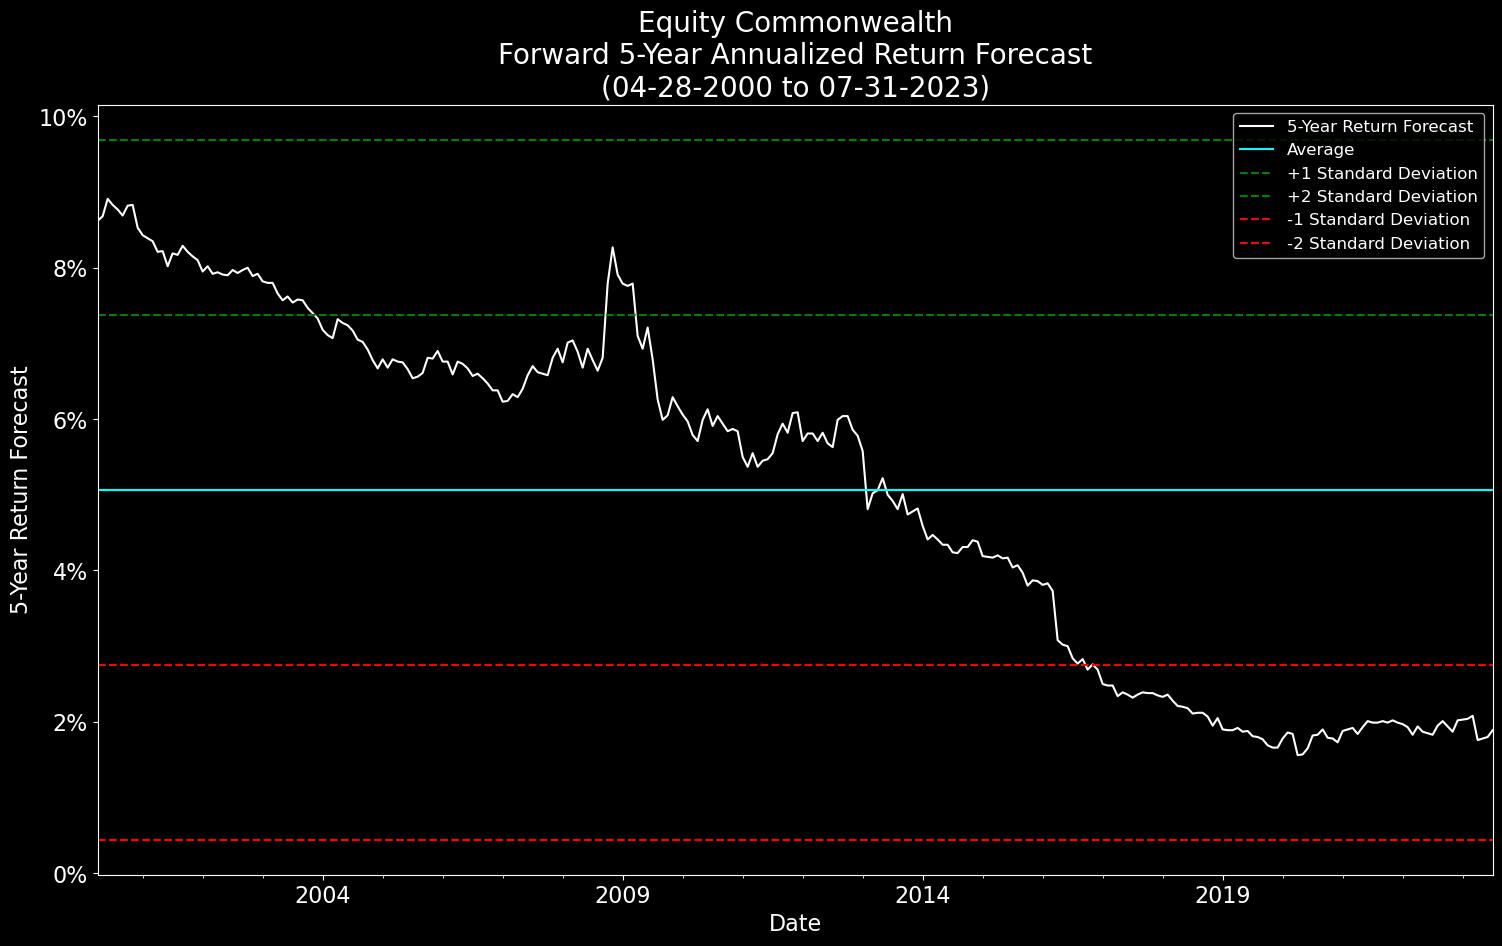 Equity Commonwealth
Forward 5-Year Annualized Return Forecast
(04-28-2000 to 07-31-2023)
10%
8%
6%
4%
2%
0%
5-Year Return Forecast
5-Year Return Forecast
Average
+1 Standard Deviation
+2 Standard Deviation
-1 Standard Deviation
-2 Standard Deviation
2004
2009
2014
2019
Date